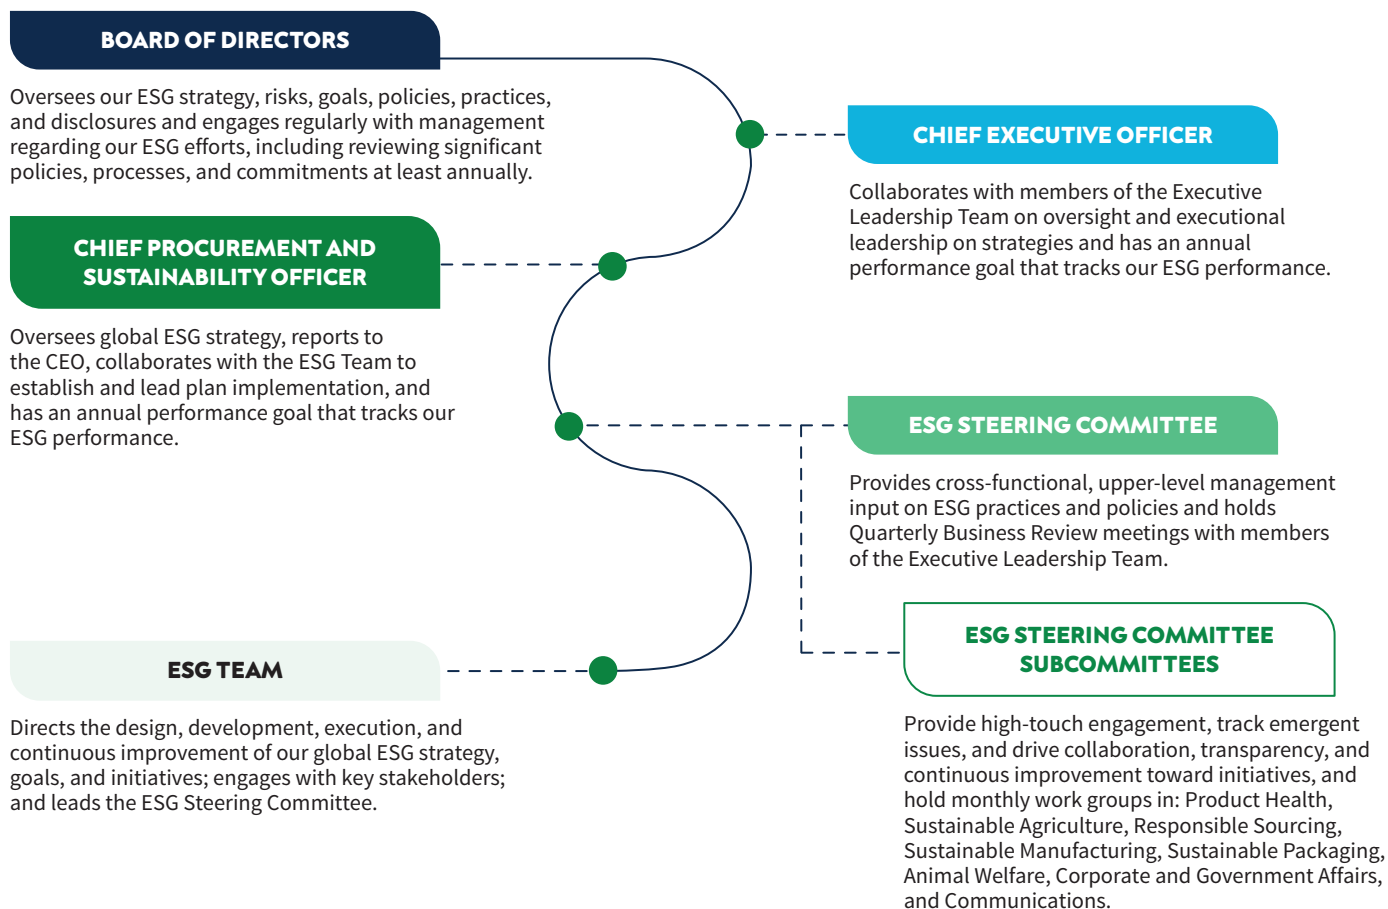 BOARD OF DIRECTORS
Oversees our ESG strategy, risks, goals, policies, practices,
and disclosures and engages regularly with management
regarding our ESG efforts, including reviewing significant
policies, processes, and commitments at least annually.
CHIEF EXECUTIVE OFFICER
Collaborates with members of the Executive
Leadership Team on oversight and executional
leadership on strategies and has an annual
performance goal that tracks our ESG performance.
CHIEF PROCUREMENT AND
SUSTAINABILITY OFFICER
Oversees global ESG strategy, reports to
the CEO, collaborates with the ESG Team to
establish and lead plan implementation, and
has an annual performance goal that tracks our
ESG performance.
ESG STEERING COMMITTEE
Provides cross-functional, upper-level management
input on ESG practices and policies and holds
Quarterly Business Review meetings with members
of the Executive Leadership Team.
ESG STEERING COMMITTEE
SUBCOMMITTEES
Provide high-touch engagement, track emergent
issues, and drive collaboration, transparency, and
continuous improvement toward initiatives, and
hold monthly work groups in: Product Health,
Sustainable Agriculture, Responsible Sourcing,
Sustainable Manufacturing, Sustainable Packaging,
Animal Welfare, Corporate and Government Affairs,
and Communications.
ESG TEAM
Directs the design, development, execution, and
continuous improvement of our global ESG strategy,
goals, and initiatives; engages with key stakeholders;
and leads the ESG Steering Committee.